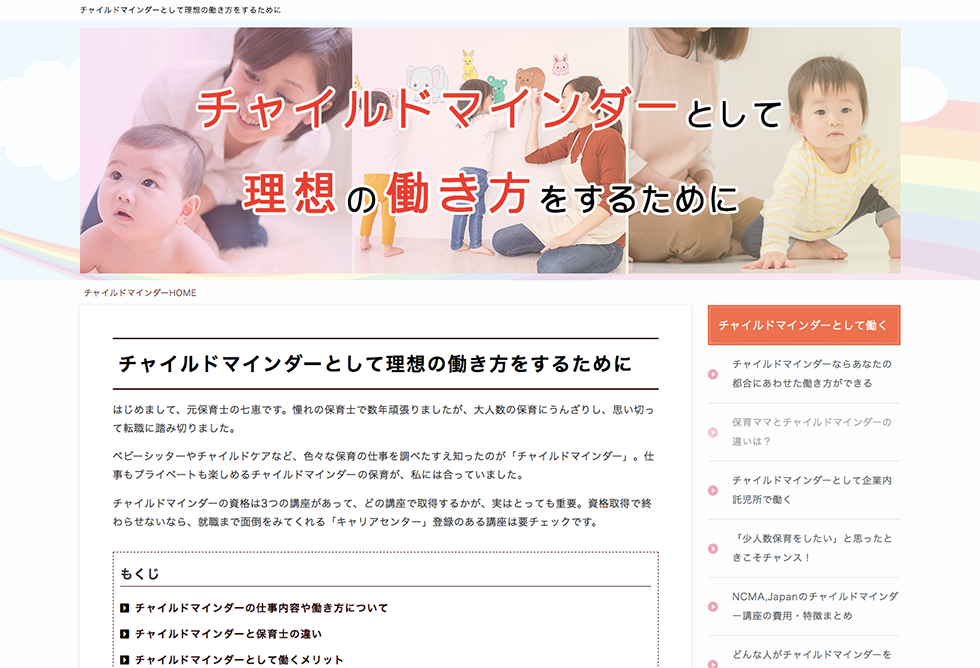 チャイルドマインダーとして理想の働き方をするために
チャイルドマインダーとして
理想の働き方をするために
チャイルドマインダーHOME
チャイルドマインダーとして理想の働き方をするために
はじめまして、元保育士の七恵です。憧れの保育士で数年頑張りましたが、大人数の保育にうんざりし、思い切っ
て転職に踏み切りました。
ベビーシッターやチャイルドケアなど、色々な保育の仕事を調べたすえ知ったのが「チャイルドマインダー」。仕
事もプライベートも楽しめるチャイルドマインダーの保育が、私には合っていました。
チャイルドマインダーの資格は3つの講座があって、どの講座で取得するかが、実はとっても重要。資格取得で終
わらせないなら、就職まで面倒をみてくれる「キャリアセンター」登録のある講座は要チェックです。
もくじ
チャイルドマインダーの仕事内容や働き方について
チャイルドマインダーと保育士の違い
チャイルドマインダーとして働くメリット
チャイルドマインダーとして働く
チャイルドマインダーならあなたの
都合にあわせた働き方ができる
保育ママとチャイルドマインダーの
違いは？
チャイルドマインダーとして企業内
託児所で働く
「少人数保育をしたい」と思ったと
きこそチャンス！
NCMA,Japanのチャイルドマインダ
ー講座の費用・特徴まとめ
どんな人がチャイルドマインダーを